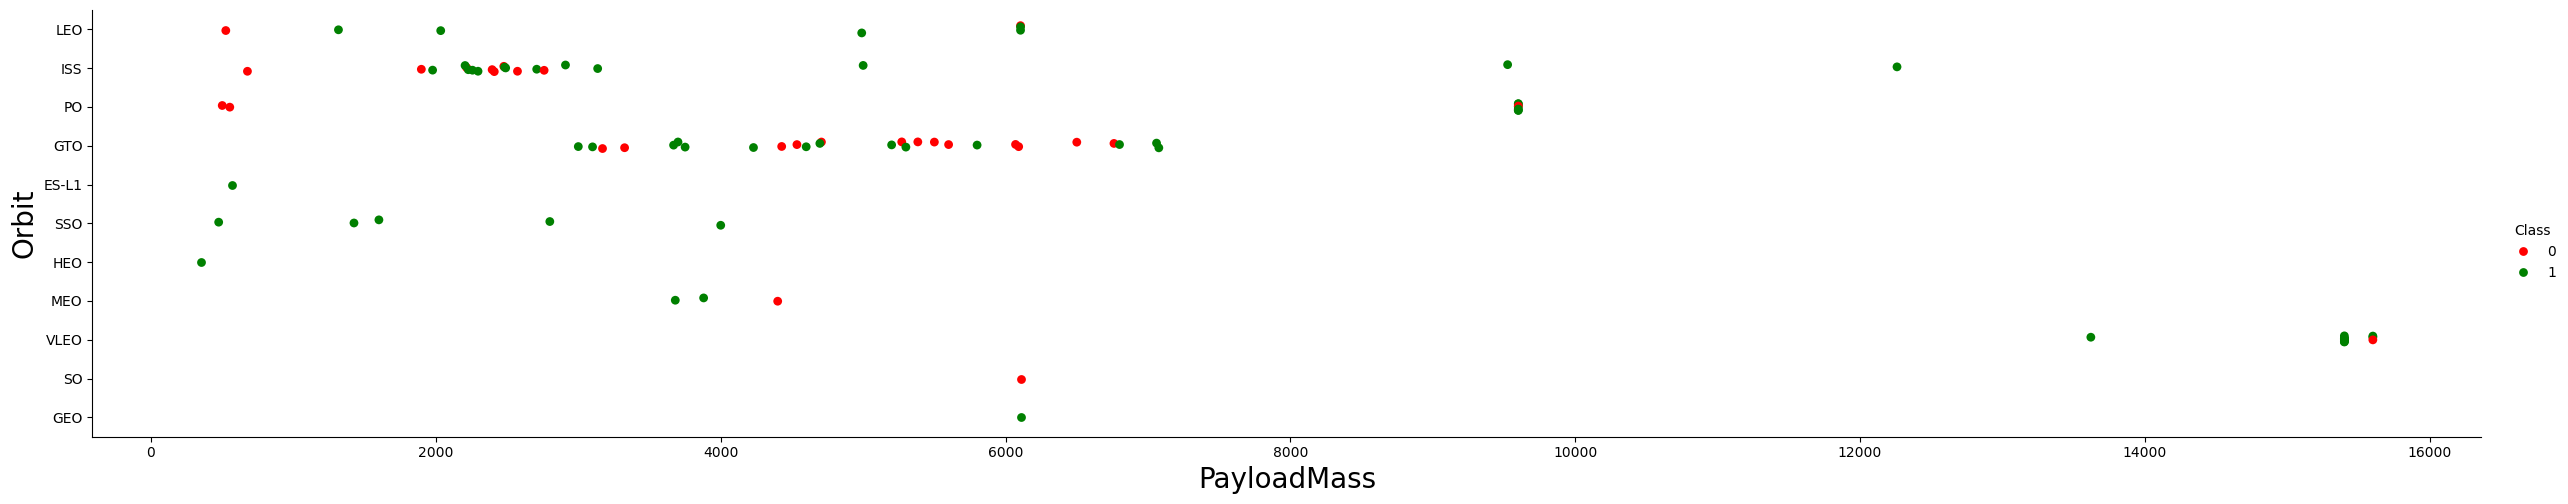 Orbit
LEO
ISS
PO
GTO
ES-L1
SSO
HEO
MEO
VLEO
SO
GEO
0 2000 4000 6000 8000 10000 12000 14000 16000
PayloadMass
Class
0
1